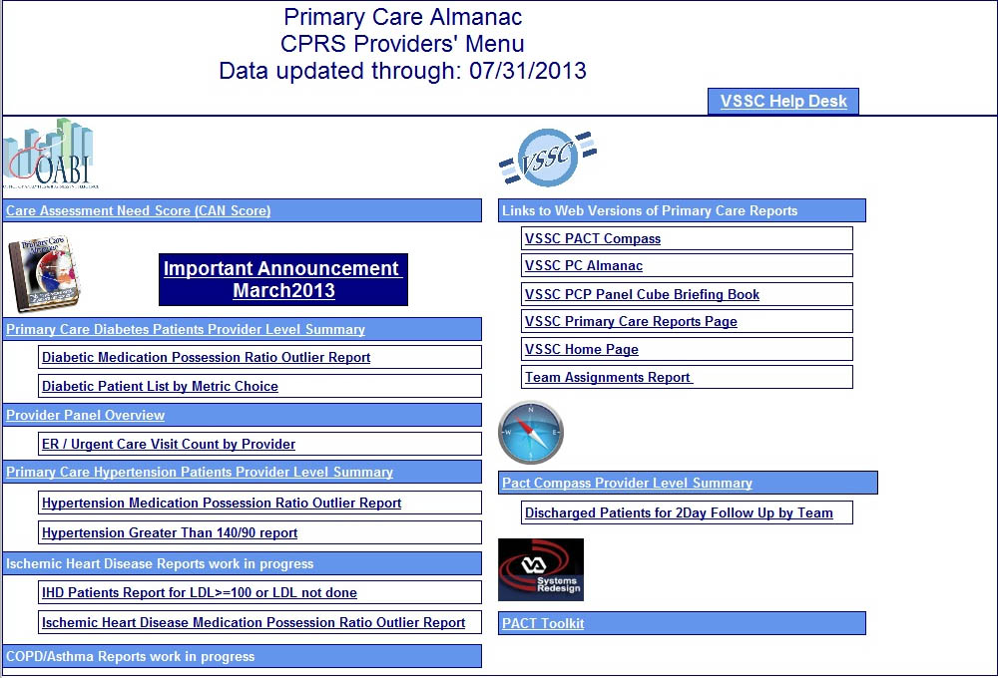 Primary Care Almanac
CPRS Providers' Menu
Data updated through: 07/31/2013
VSSC Help Desk
OABI
VSSC
Care Assessment Need Score (CAN Score)
Primary Care
Almanac
Important Announcement
March2013
Primary Care Diabetes Patients Provider Level Summary
Diabetic Medication Possession Ratio Outlier Report
Diabetic Patient List by Metric Choice
Provider Panel Overview
ER / Urgent Care Visit Count by Provider
Primary Care Hypertension Patients Provider Level Summary
Hypertension Medication Possession Ratio Outlier Report
Hypertension Greater Than 140/90 report
Ischemic Heart Disease Reports work in progress
IHD Patients Report for LDL>=100 or LDL not done
Ischemic Heart Disease Medication Possession Ratio Outlier Report
COPD/Asthma Reports work in progress
Links to Web Versions of Primary Care Reports
VSSC PACT Compass
VSSC PC Almanac
VSSC PCP Panel Cube Briefing Book
VSSC Primary Care Reports Page
VSSC Home Page
Team Assignments Report
N
W E
S
Pact Compass Provider Level Summary
Discharged Patients for 2Day Follow Up by Team
VA
Systems
Redesign
PACT Toolkit